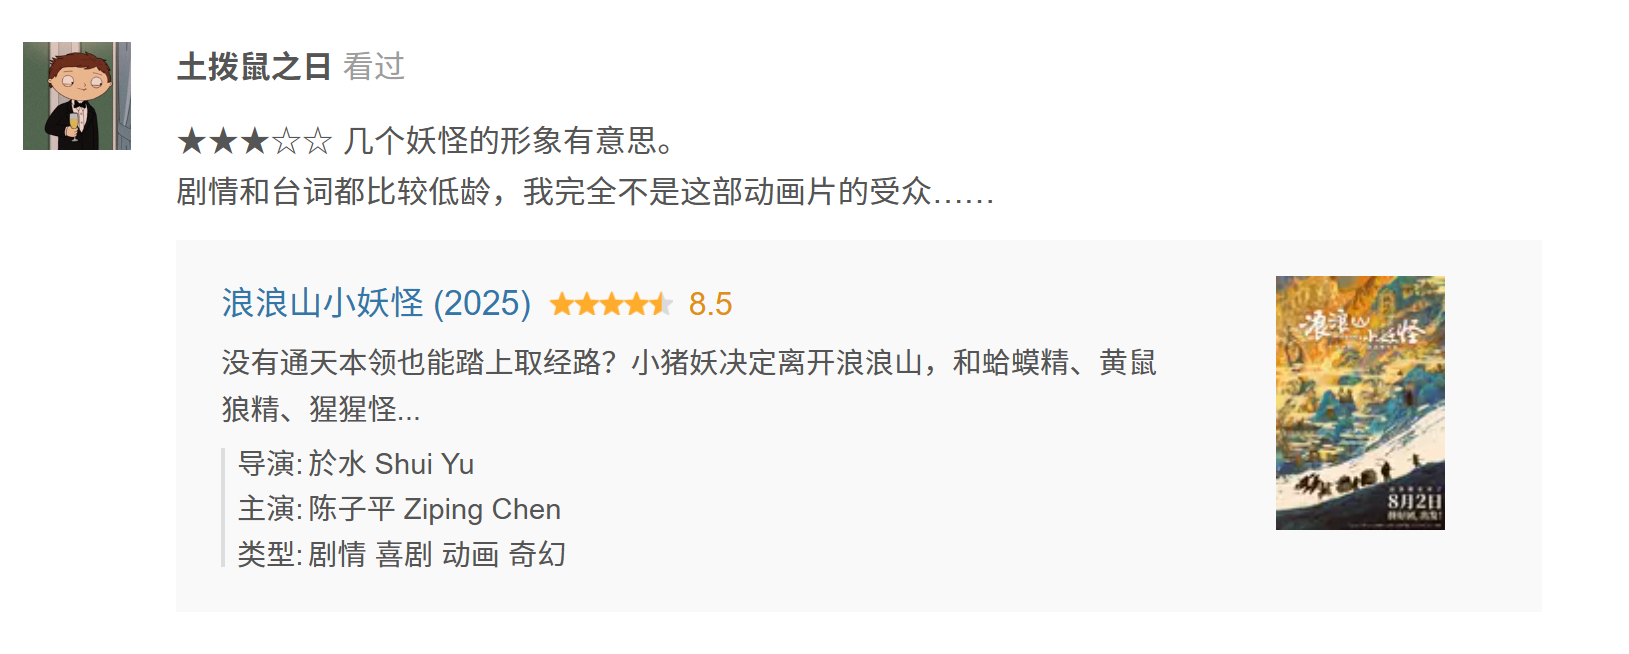 土拨鼠之日 看过
★★★☆☆ 几个妖怪的形象有意思。
剧情和台词都比较低龄，我完全不是这部动画片的受众……
浪浪山小妖怪 (2025) 8.5
没有通天本领也能踏上取经路？小猪妖决定离开浪浪山，和蛤蟆精、黄鼠
狼精、猩猩怪...
导演: 於水 Shui Yu
主演: 陈子平 Ziping Chen
类型: 剧情 喜剧 动画 奇幻
浪浪山
小妖怪
8月2日